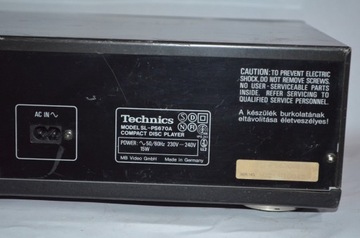 CAUTION: TO PREVENT ELECTRIC
SHOCK, DO NOT REMOVE SCREWS.
NO USER-SERVICEABLE PARTS
INSIDE. REFER SERVICING TO
QUALIFIED SERVICE PERSONNEL.
A készülék burkolatának
eltávolítása életveszélyes!
AC IN ∿
Technics
MODEL SL-PS670A
COMPACT DISC PLAYER
S D
N R
POWER: ∿ 50/60Hz 230V - 240V
15W
MB Video GmbH Made in Germany